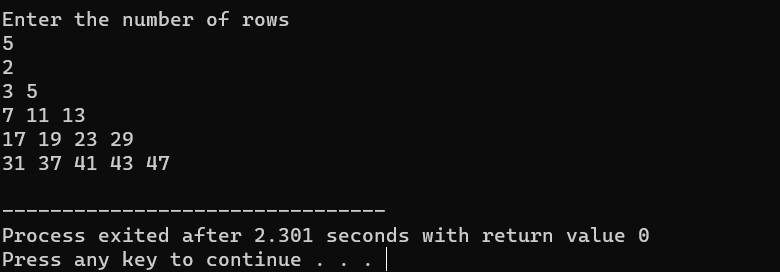 Enter the number of rows
5
2
3 5
7 11 13
17 19 23 29
31 37 41 43 47
--------------------------------
Process exited after 2.301 seconds with return value 0
Press any key to continue . . .